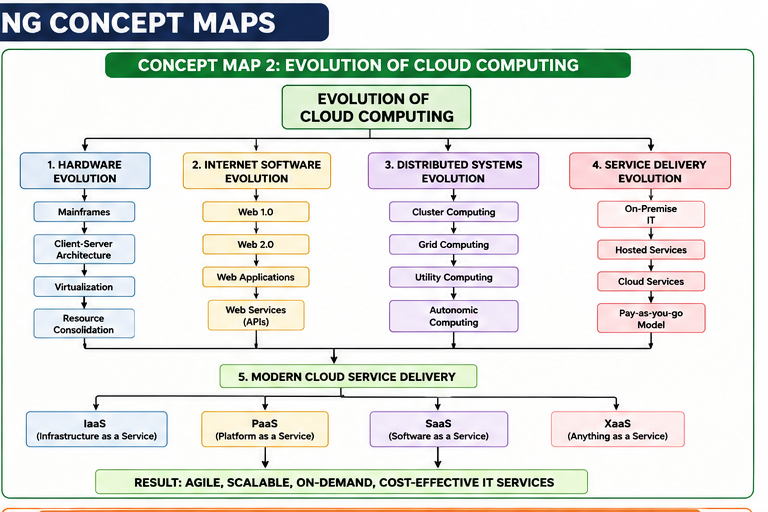 NG CONCEPT MAPS
CONCEPT MAP 2: EVOLUTION OF CLOUD COMPUTING
EVOLUTION OF
CLOUD COMPUTING
1. HARDWARE
EVOLUTION
Mainframes
Client-Server
Architecture
Virtualization
Resource
Consolidation
2. INTERNET SOFTWARE
EVOLUTION
Web 1.0
Web 2.0
Web Applications
Web Services
(APIs)
3. DISTRIBUTED SYSTEMS
EVOLUTION
Cluster Computing
Grid Computing
Utility Computing
Autonomic
Computing
4. SERVICE DELIVERY
EVOLUTION
On-Premise
IT
Hosted Services
Cloud Services
Pay-as-you-go
Model
5. MODERN CLOUD SERVICE DELIVERY
IaaS
(Infrastructure as a Service)
PaaS
(Platform as a Service)
SaaS
(Software as a Service)
XaaS
(Anything as a Service)
RESULT: AGILE, SCALABLE, ON-DEMAND, COST-EFFECTIVE IT SERVICES